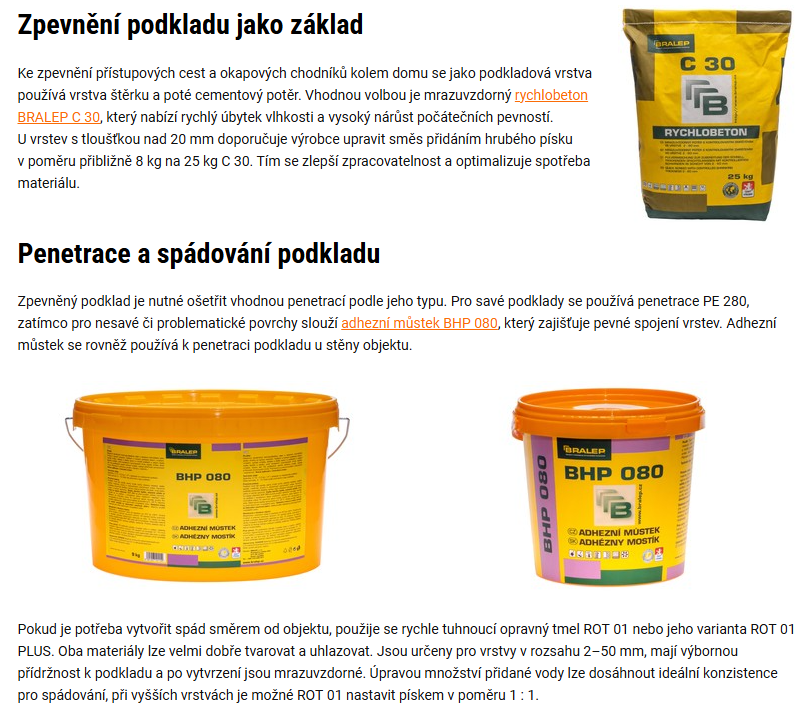 Zpevnění podkladu jako základ
Ke zpevnění přístupových cest a okapových chodníků kolem domu se jako podkladová vrstva
používá vrstva štěrku a poté cementový potěr. Vhodnou volbou je mrazuvzdorný rychlobeton
BRALEP C 30, který nabízí rychlý úbytek vlhkosti a vysoký nárůst počátečních pevností.
U vrstev s tloušťkou nad 20 mm doporučuje výrobce upravit směs přidáním hrubého písku
v poměru přibližně 8 kg na 25 kg C 30. Tím se zlepší zpracovatelnost a optimalizuje spotřeba
materiálu.
BRALEP
C 30
B
RYCHLOBETON
25 kg
Penetrace a spádování podkladu
Zpevněný podklad je nutné ošetřit vhodnou penetrací podle jeho typu. Pro savé podklady se používá penetrace PE 280,
zatímco pro nesavé či problematické povrchy slouží adhezní můstek BHP 080, který zajišťuje pevné spojení vrstev. Adhezní
můstek se rovněž používá k penetraci podkladu u stěny objektu.
BRALEP
BHP 080
B
www.bralep.cz
ADHEZNÍ MŮSTEK
ADHÉZNY MOSTÍK
8 kg
BRALEP
BHP 080
BHP 080
B
www.bralep.cz
ADHEZNÍ MŮSTEK
ADHÉZNY MOSTÍK
Pokud je potřeba vytvořit spád směrem od objektu, použije se rychle tuhnoucí opravný tmel ROT 01 nebo jeho varianta ROT 01
PLUS. Oba materiály lze velmi dobře tvarovat a uhlazovat. Jsou určeny pro vrstvy v rozsahu 2–50 mm, mají výbornou
přídržnost k podkladu a po vytvrzení jsou mrazuvzdorné. Úpravou množství přidané vody lze dosáhnout ideální konzistence
pro spádování, při vyšších vrstvách je možné ROT 01 nastavit pískem v poměru 1 : 1.